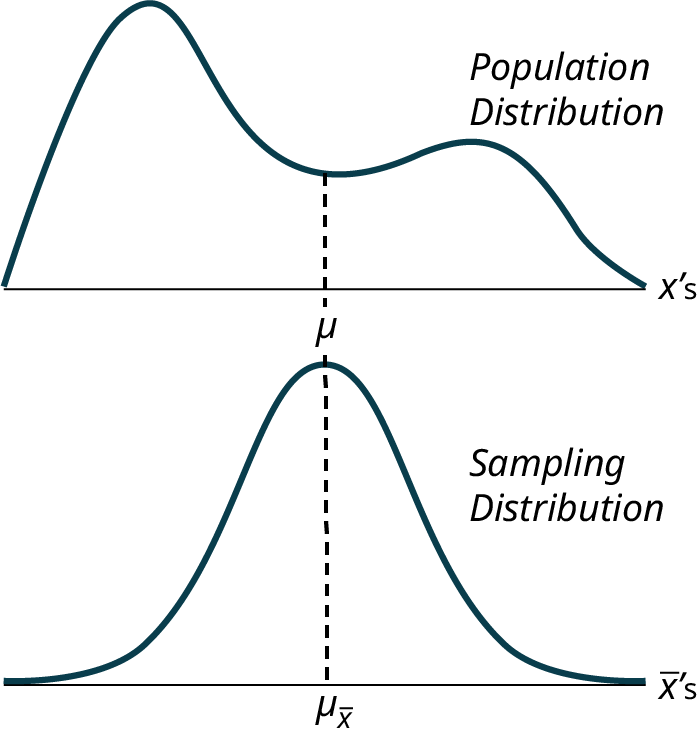 Population
Distribution
x′s
μ
Sampling
Distribution
x̅′s
μx̅